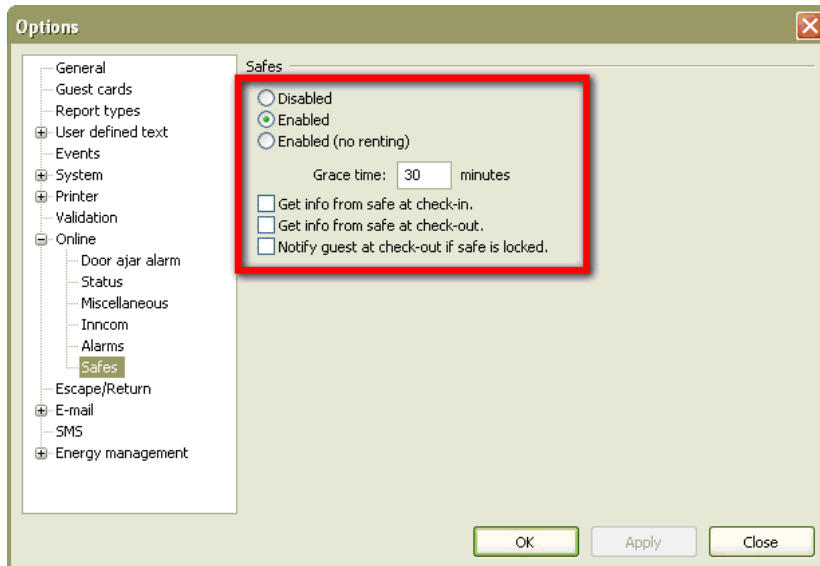 Options
General
Guest cards
Report types
User defined text
Events
System
Printer
Validation
Online
Door ajar alarm
Status
Miscellaneous
Inncom
Alarms
Safes
Escape/Return
E-mail
SMS
Energy management
Safes
Disabled
Enabled
Enabled (no renting)
Grace time: 30 minutes
Get info from safe at check-in.
Get info from safe at check-out.
Notify guest at check-out if safe is locked.
OK Apply Close